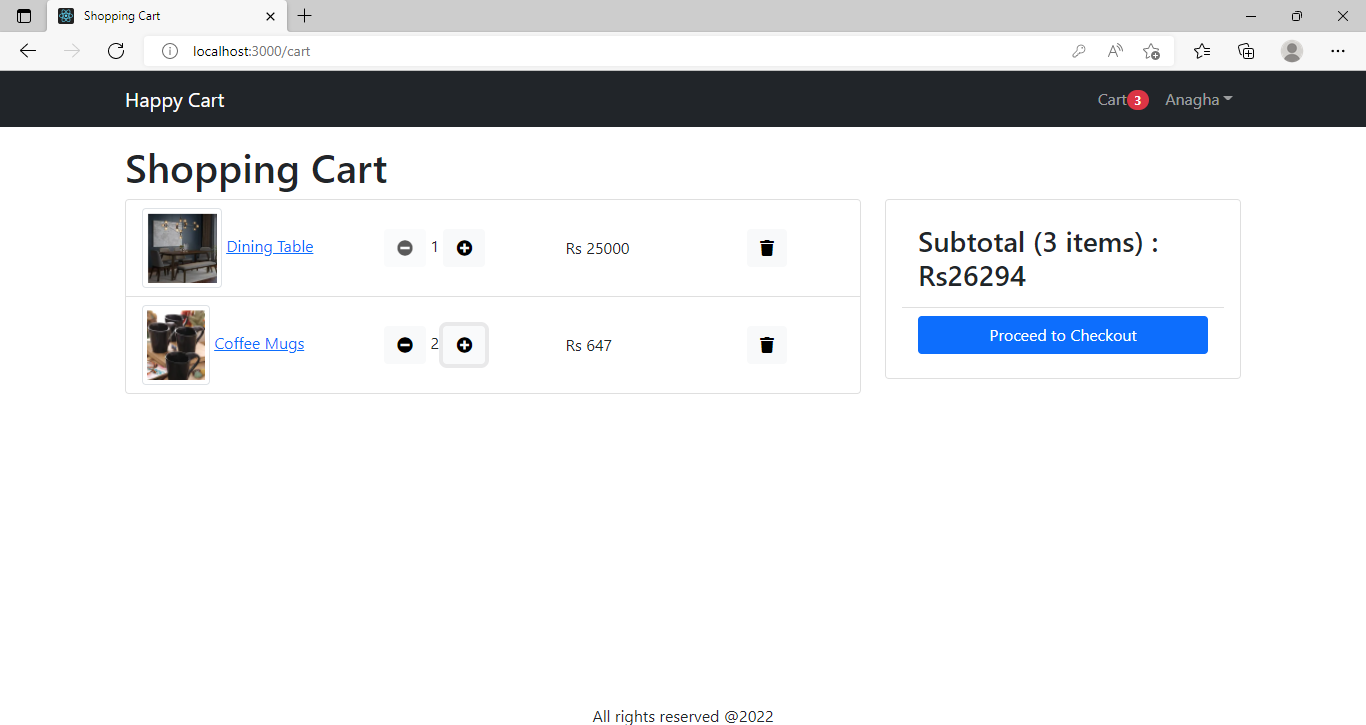 Shopping Cart
localhost:3000/cart
Happy Cart
Cart 3 Anagha
Shopping Cart
Dining Table 1 Rs 25000
Coffee Mugs 2 Rs 647
Subtotal (3 items) :
Rs26294
Proceed to Checkout
All rights reserved @2022